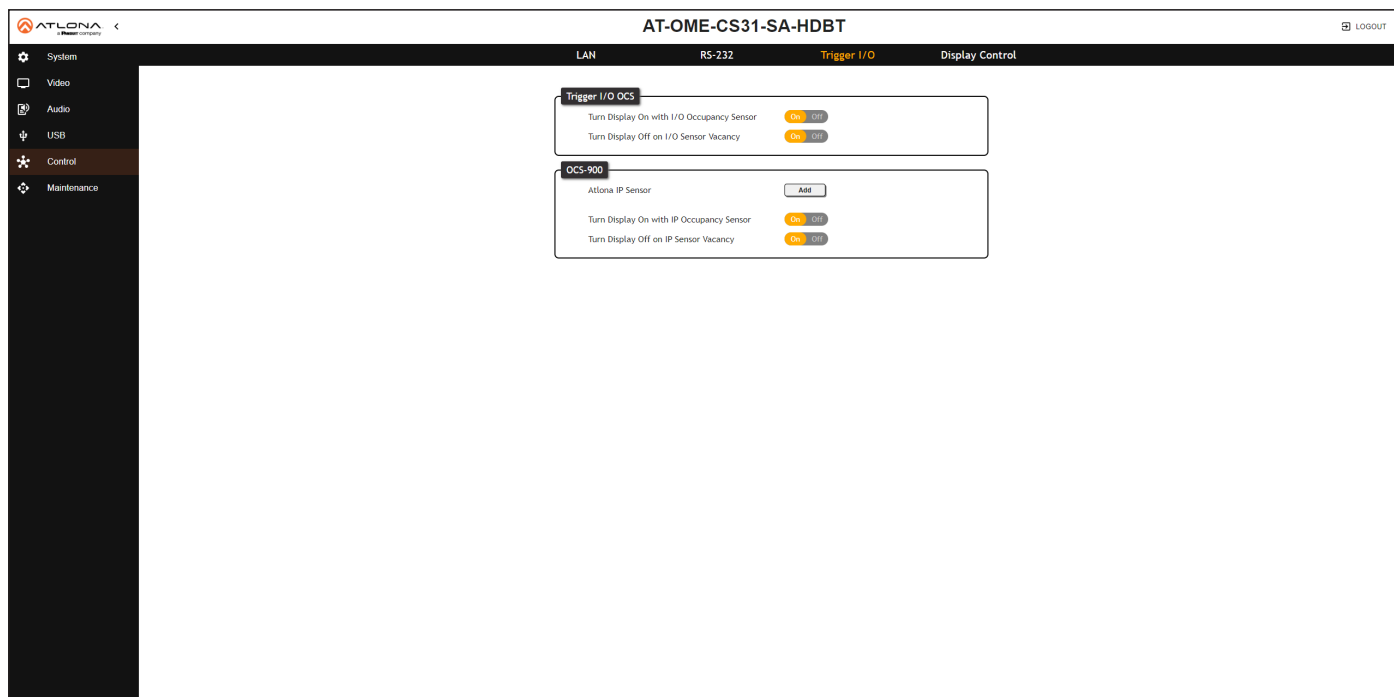 ATLONA
a Panduit company
AT-OME-CS31-SA-HDBT
LOGOUT
System
Video
Audio
USB
Control
Maintenance
LAN
RS-232
Trigger I/O
Display Control
Trigger I/O OCS
Turn Display On with I/O Occupancy Sensor
On Off
Turn Display Off on I/O Sensor Vacancy
On Off
OCS-900
Atlona IP Sensor
Add
Turn Display On with IP Occupancy Sensor
On Off
Turn Display Off on IP Sensor Vacancy
On Off